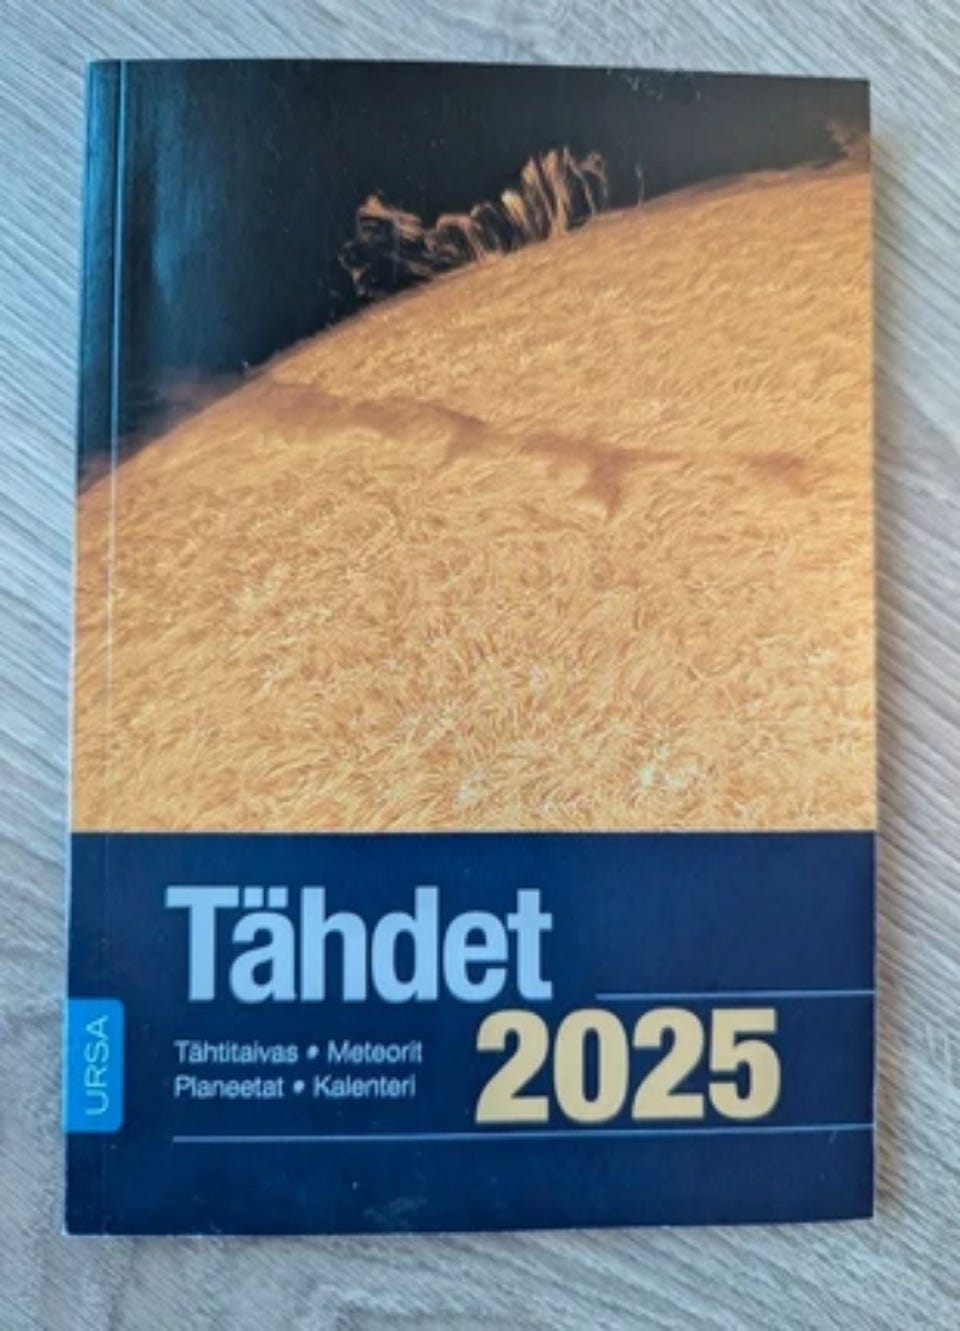 Tähdet
2025
Tähtitaivas • Meteorit
Planeetat • Kalenteri
URSA